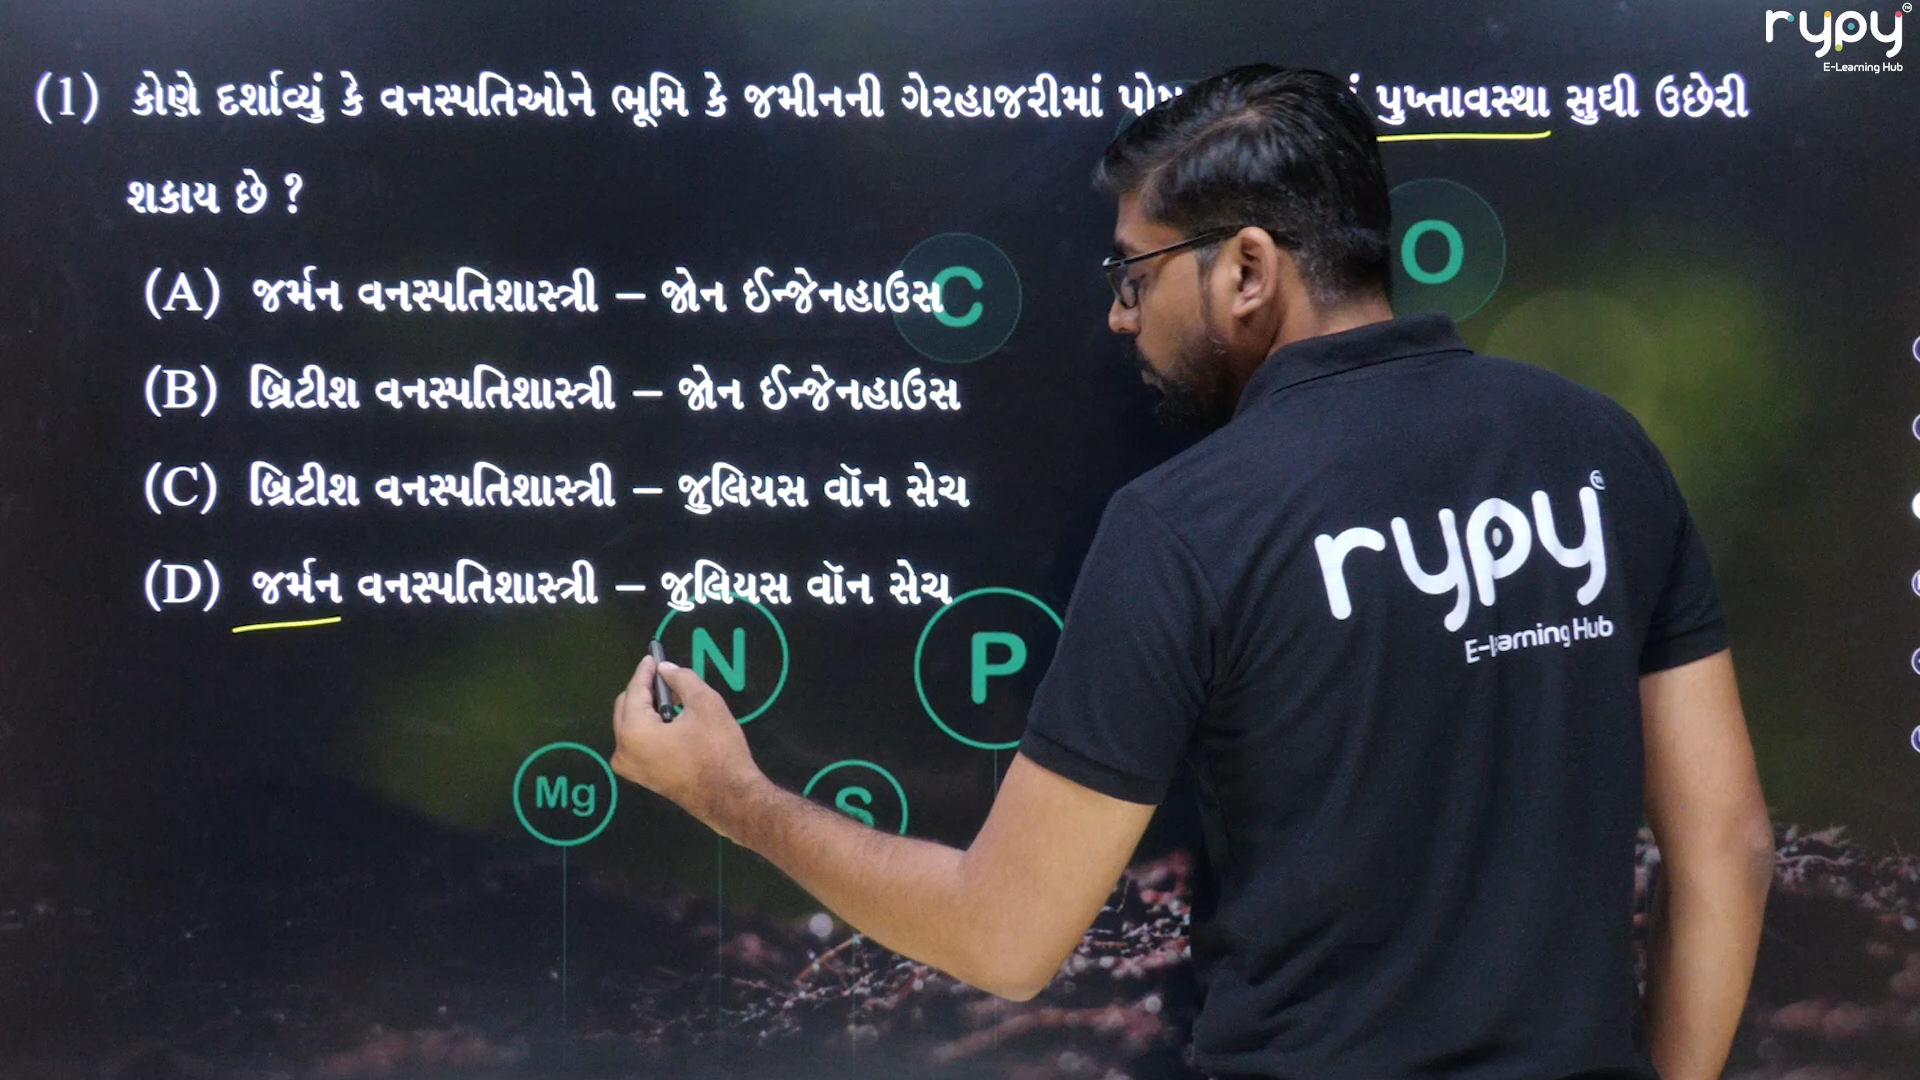 rypy
E-Learning Hub
(1) કોણે દર્શાવ્યું કે વનસ્પતિઓને ભૂમિ કે જમીનની ગેરહાજરીમાં પુખ્તાવસ્થા સુધી ઉછેરી
શકાય છે ?
(A) જર્મન વનસ્પતિશાસ્ત્રી – જોન ઈન્જેનહાઉસ
(B) બ્રિટીશ વનસ્પતિશાસ્ત્રી – જોન ઈન્જેનહાઉસ
(C) બ્રિટીશ વનસ્પતિશાસ્ત્રી – જુલિયસ વૉન સેચ
(D) જર્મન વનસ્પતિશાસ્ત્રી – જુલિયસ વૉન સેચ
C
O
N
P
Mg
S
rypy
E-Learning Hub